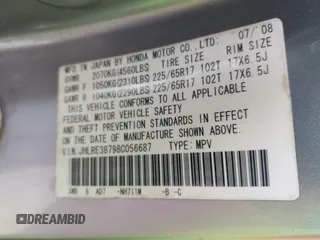 MFD. IN JAPAN BY HONDA MOTOR CO., LTD. 07/ 08
GVWR 2070KG(4560LBS) TIRE SIZE RIM SIZE
GAWR F 1050KG(2310LBS) 225/65R17 102T 17X6.5J
GAWR R 1040KG(2290LBS) 225/65R17 102T 17X6.5J
THIS VEHICLE CONFORMS TO ALL APPLICABLE
FEDERAL MOTOR VEHICLE SAFETY STANDARDS IN EFFECT
ON THE DATE OF MANUFACTURE SHOWN ABOVE.
V.I.N. JHLRE38798C056687 TYPE: MPV
6 AD7 -NH711M -B -C
DREAMBID